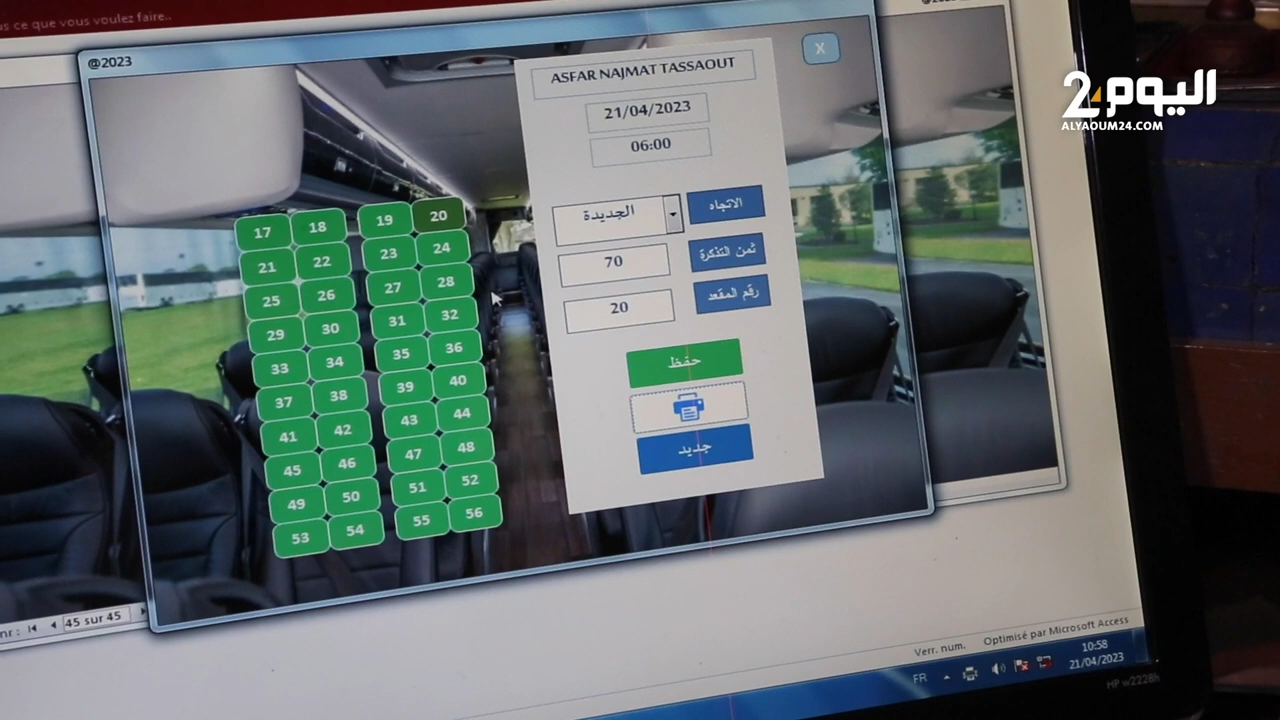 us ce que vous voulez faire..
@2023
X
ASFAR NAJMAT TASSAOUT
21/04/2023
06:00
الجديدة
الاتجاه
70
ثمن التذكرة
20
رقم المقعد
حفظ
جديد
17 18 19 20
21 22 23 24
25 26 27 28
29 30 31 32
33 34 35 36
37 38 39 40
41 42 43 44
45 46 47 48
49 50 51 52
53 54 55 56
اليوم 24
ALYAOUM24.COM
nr : 45 sur 45
Verr. num. Optimisé par Microsoft Access
FR 10:58
21/04/2023
HP w2228h